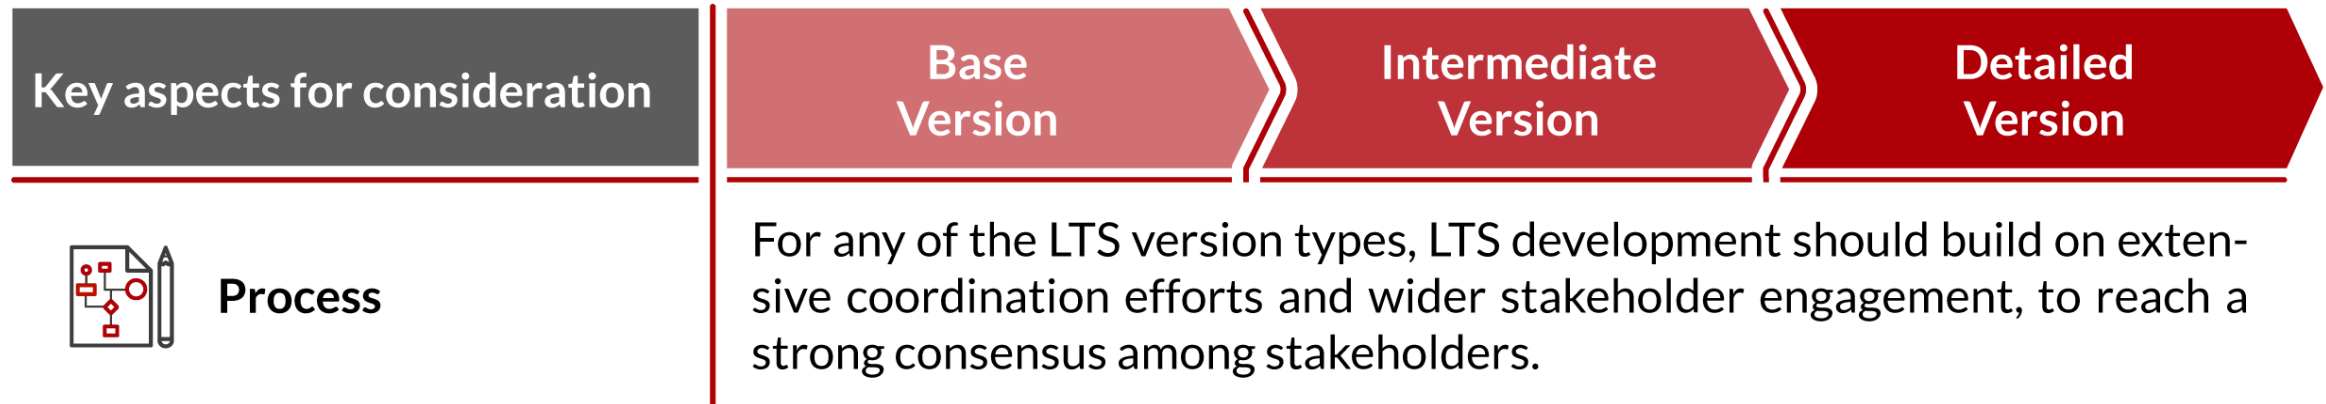 Key aspects for consideration
Base
Version
Intermediate
Version
Detailed
Version
Process
For any of the LTS version types, LTS development should build on exten-
sive coordination efforts and wider stakeholder engagement, to reach a
strong consensus among stakeholders.